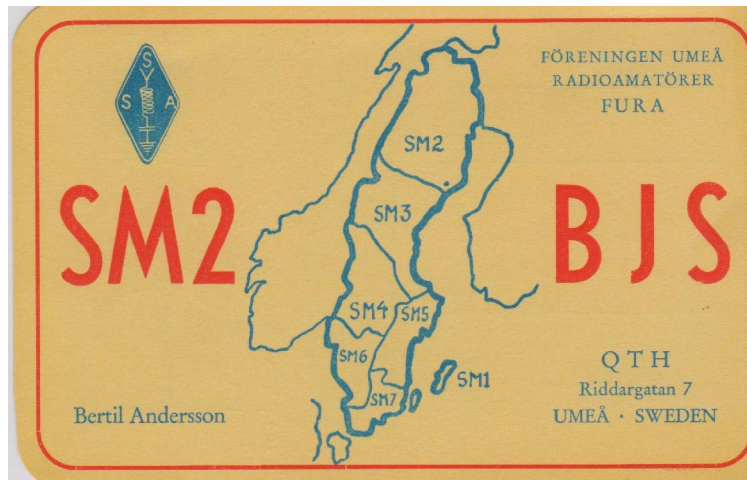 S
S A
FÖRENINGEN UMEÅ
RADIOAMATÖRER
FURA
SM2
SM2 BJS
SM3
SM4
SM5
SM6
SM1
SM7
QTH
Riddargatan 7
UMEÅ · SWEDEN
Bertil Andersson